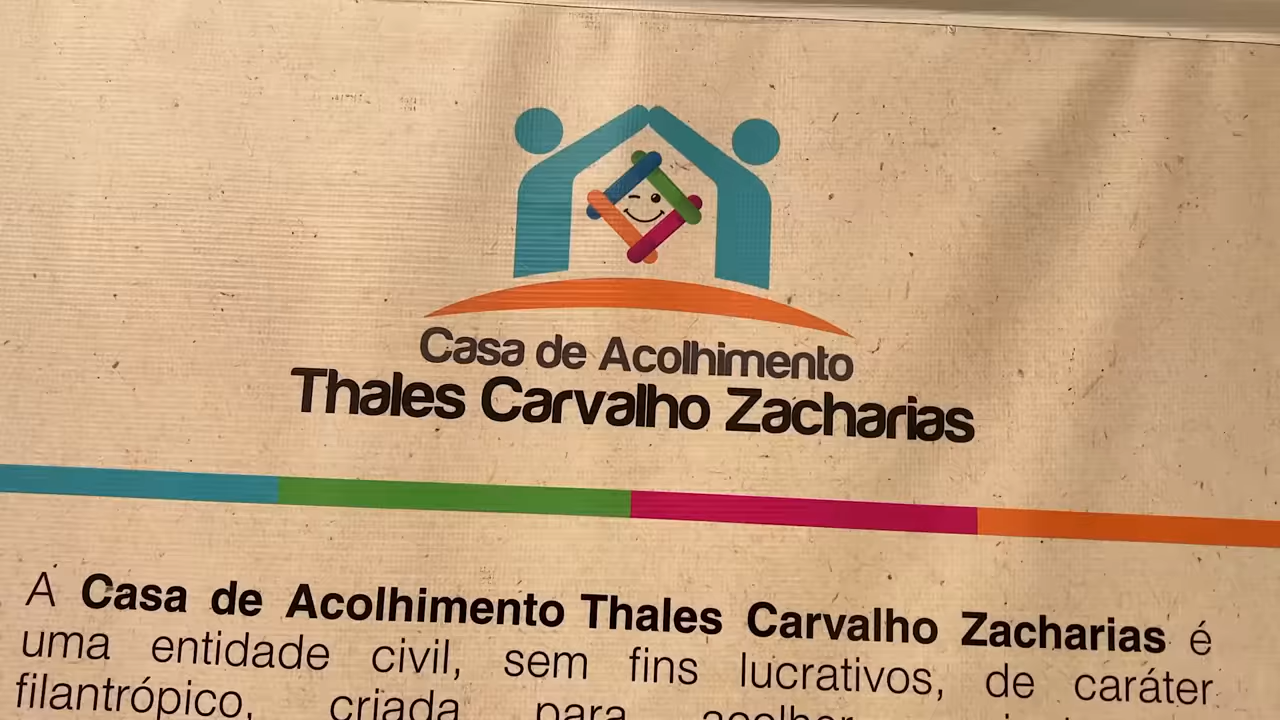 Casa de Acolhimento
Thales Carvalho Zacharias
A Casa de Acolhimento Thales Carvalho Zacharias é
uma entidade civil, sem fins lucrativos, de caráter
filantrópico, criada para acolher